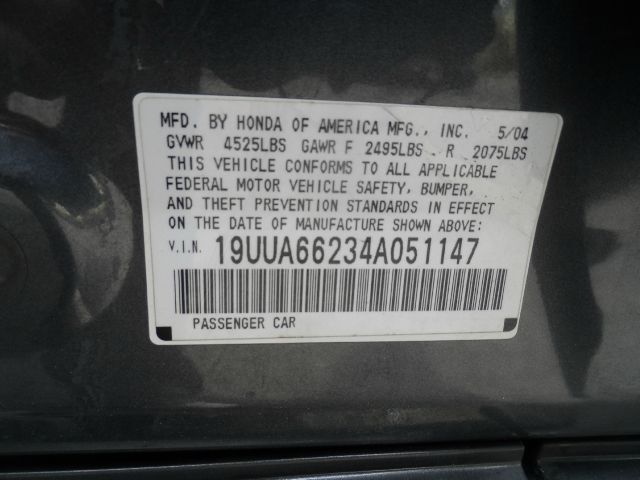 MFD. BY HONDA OF AMERICA MFG., INC. 5/04
GVWR 4525LBS GAWR F 2495LBS . R 2075LBS
THIS VEHICLE CONFORMS TO ALL APPLICABLE
FEDERAL MOTOR VEHICLE SAFETY, BUMPER,
AND THEFT PREVENTION STANDARDS IN EFFECT
ON THE DATE OF MANUFACTURE SHOWN ABOVE:
V.I.N. 19UUA66234A051147
PASSENGER CAR